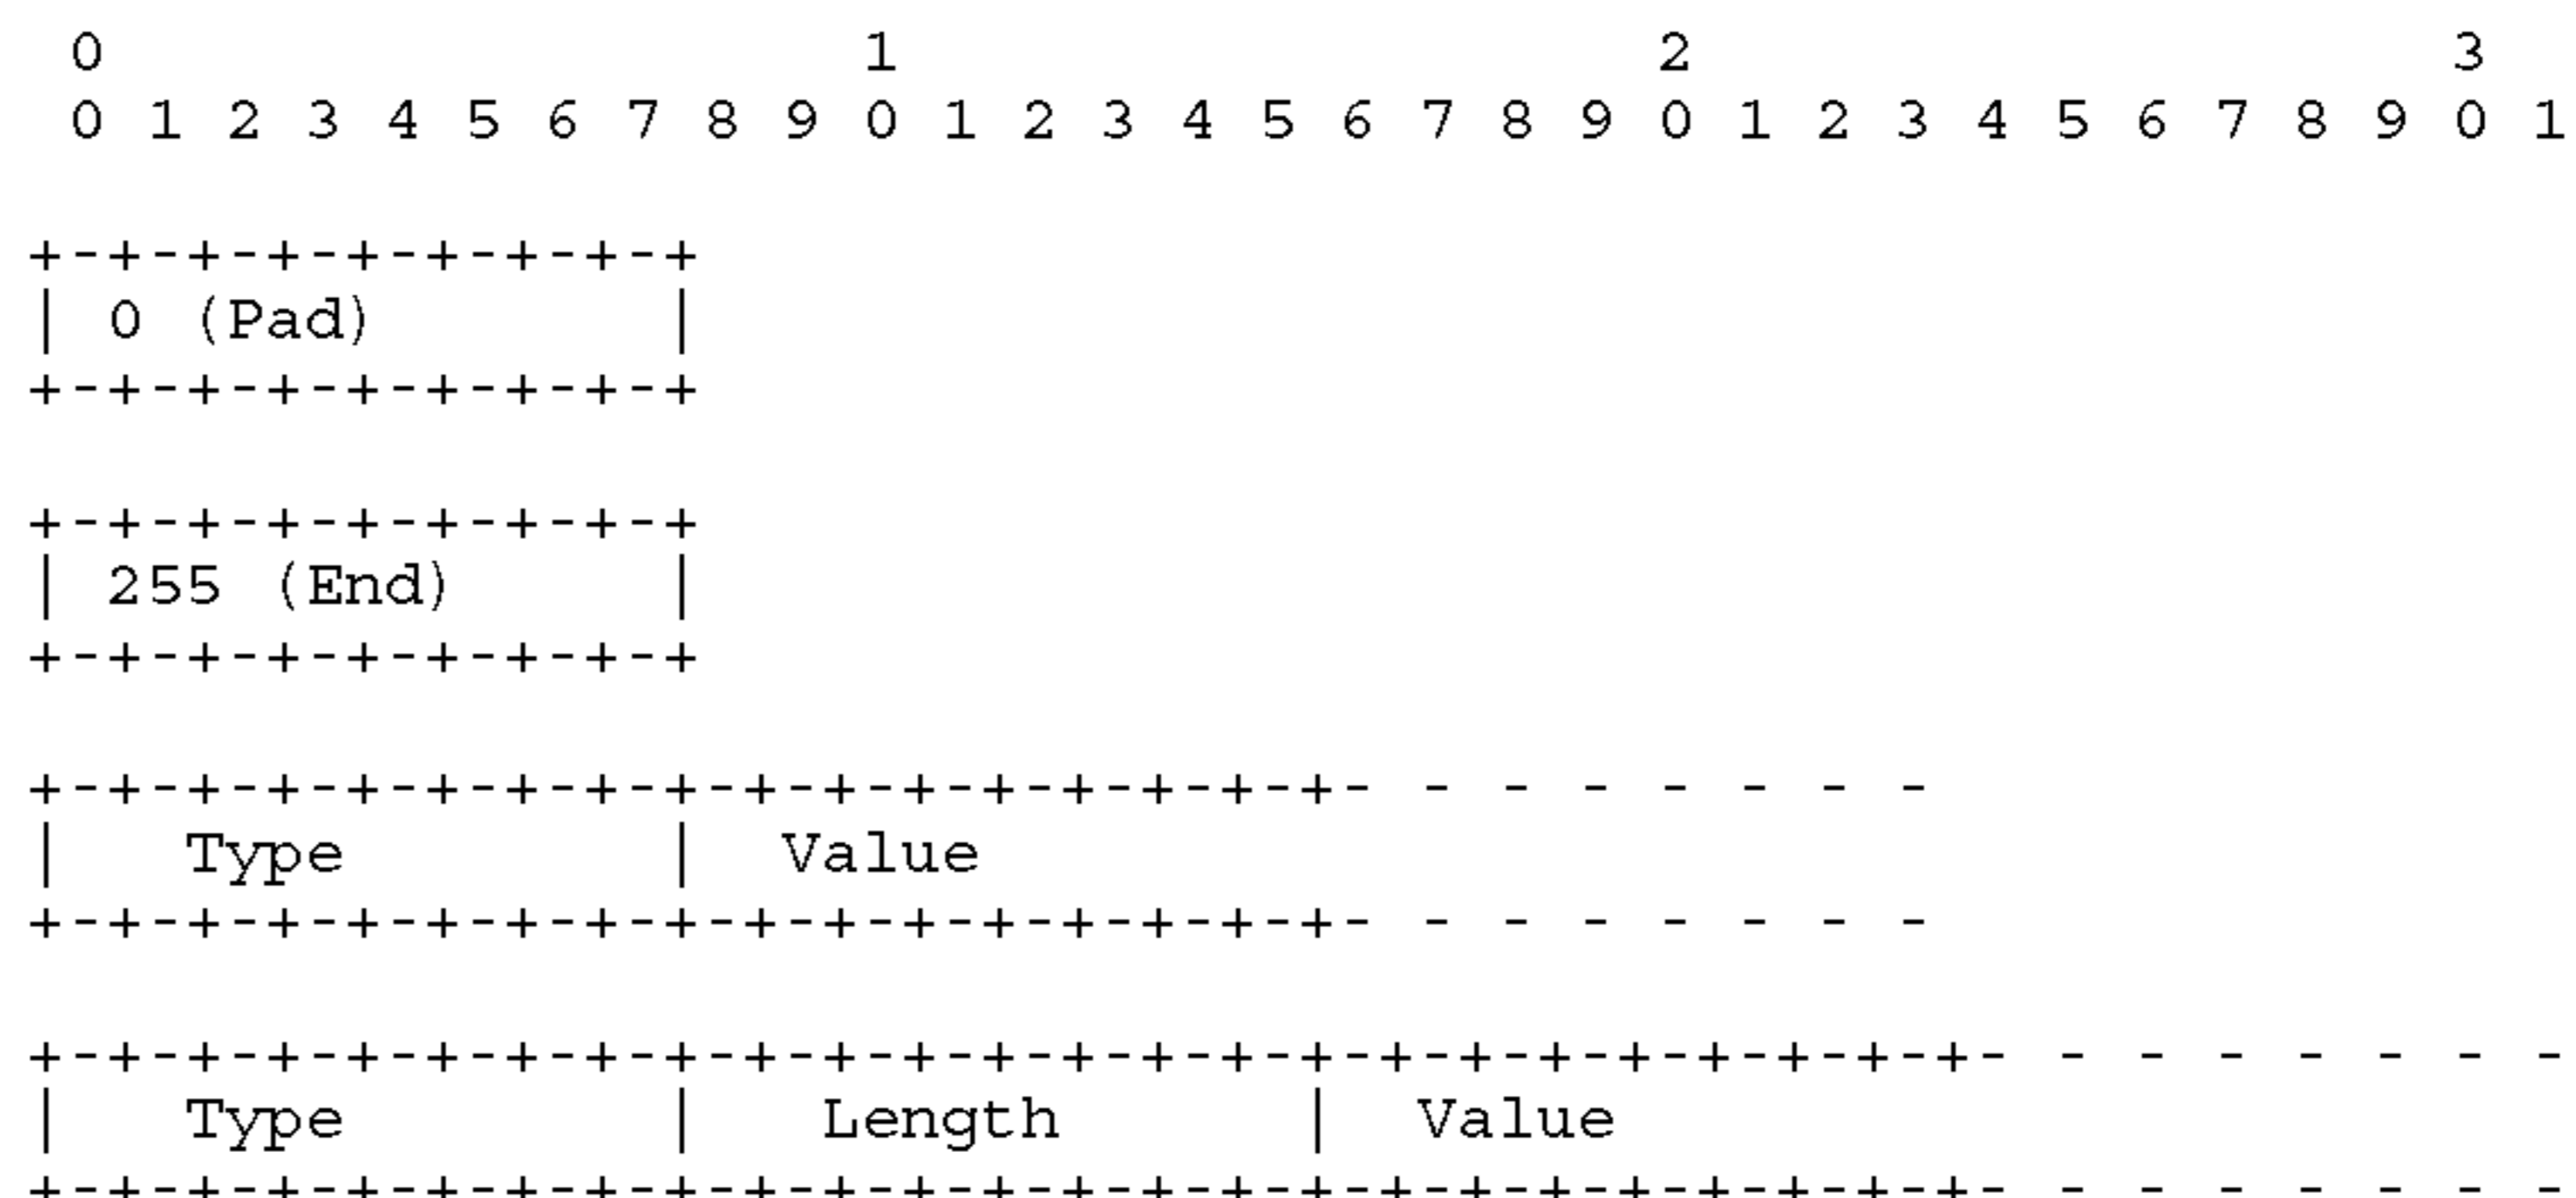 0                   1                   2                   3
 0 1 2 3 4 5 6 7 8 9 0 1 2 3 4 5 6 7 8 9 0 1 2 3 4 5 6 7 8 9 0 1
+-+-+-+-+-+-+-+-+
| 0 (Pad)       |
+-+-+-+-+-+-+-+-+
+-+-+-+-+-+-+-+-+
| 255 (End)     |
+-+-+-+-+-+-+-+-+
+-+-+-+-+-+-+-+-+-+-+-+-+-+-+-+-+- - - - - - - -
|   Type        | Value
+-+-+-+-+-+-+-+-+-+-+-+-+-+-+-+-+- - - - - - - -
+-+-+-+-+-+-+-+-+-+-+-+-+-+-+-+-+-+-+-+-+-+-+-+-+- - - - - - - -
|   Type        |   Length      | Value
+-+-+-+-+-+-+-+-+-+-+-+-+-+-+-+-+-+-+-+-+-+-+-+-+- - - - - - - -